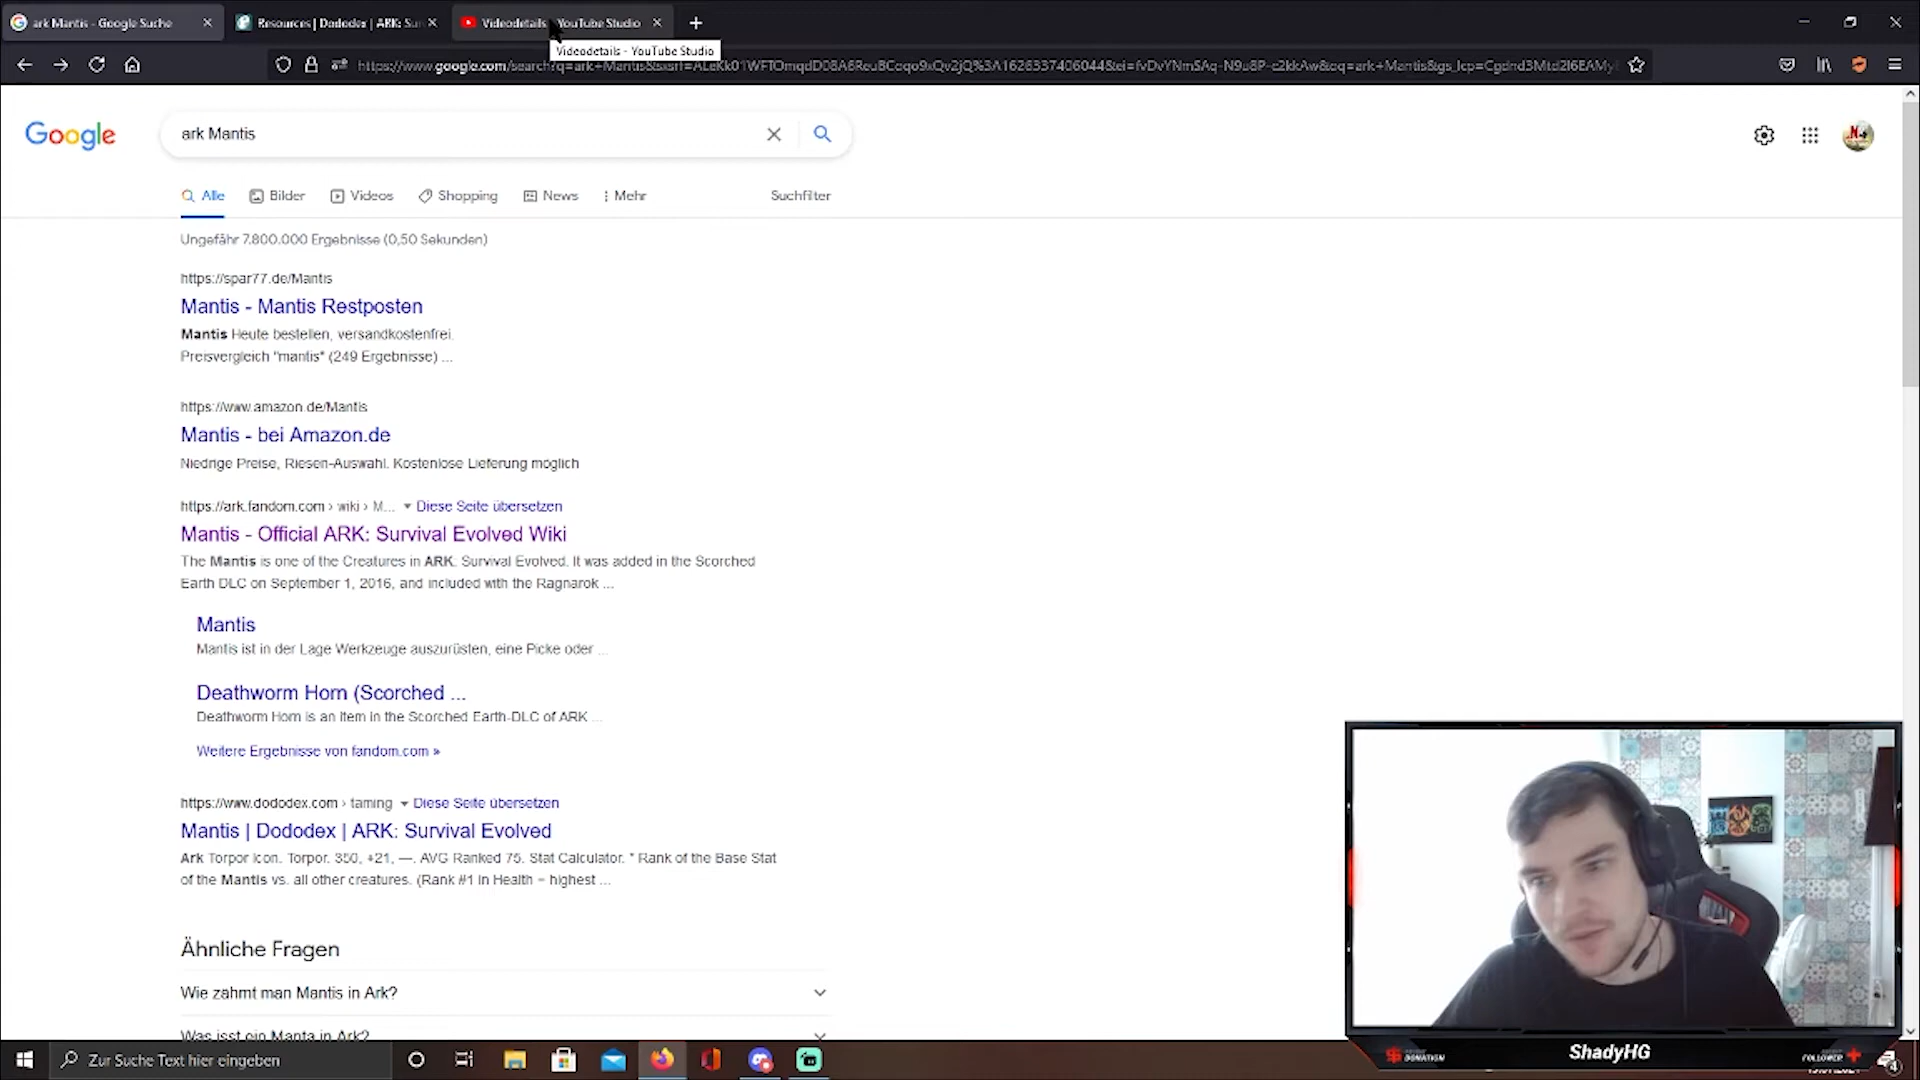 ark Mantis - Google Suche
Resources | Dododex | ARK: Su
Videodetails - YouTube Studio
Videodetails - YouTube Studio
Google
ark Mantis
Alle
Bilder
Videos
Shopping
News
Mehr
Suchfilter
Ungefähr 7.800.000 Ergebnisse (0,50 Sekunden)
https://spar77.de/Mantis
Mantis - Mantis Restposten
Mantis Heute bestellen, versandkostenfrei.
Preisvergleich "mantis" (249 Ergebnisse) ...
https://www.amazon.de/Mantis
Mantis - bei Amazon.de
Niedrige Preise, Riesen-Auswahl. Kostenlose Lieferung möglich
https://ark.fandom.com › wiki › M... Diese Seite übersetzen
Mantis - Official ARK: Survival Evolved Wiki
The Mantis is one of the Creatures in ARK: Survival Evolved. It was added in the Scorched
Earth DLC on September 1, 2016, and included with the Ragnarok ...
Mantis
Mantis ist in der Lage Werkzeuge auszurüsten, eine Picke oder ...
Deathworm Horn (Scorched ...
Deathworm Horn is an Item in the Scorched Earth-DLC of ARK ...
Weitere Ergebnisse von fandom.com »
https://www.dododex.com › taming Diese Seite übersetzen
Mantis | Dododex | ARK: Survival Evolved
Ark Torpor Icon. Torpor. 350, +21, —. AVG Ranked 75. Stat Calculator. * Rank of the Base Stat
of the Mantis vs. all other creatures. (Rank #1 in Health = highest ...
Ähnliche Fragen
Wie zähmt man Mantis in Ark?
Was isst ein Manta in Ark?
Zur Suche Text hier eingeben
DONATION
ShadyHG
FOLLOWER
4